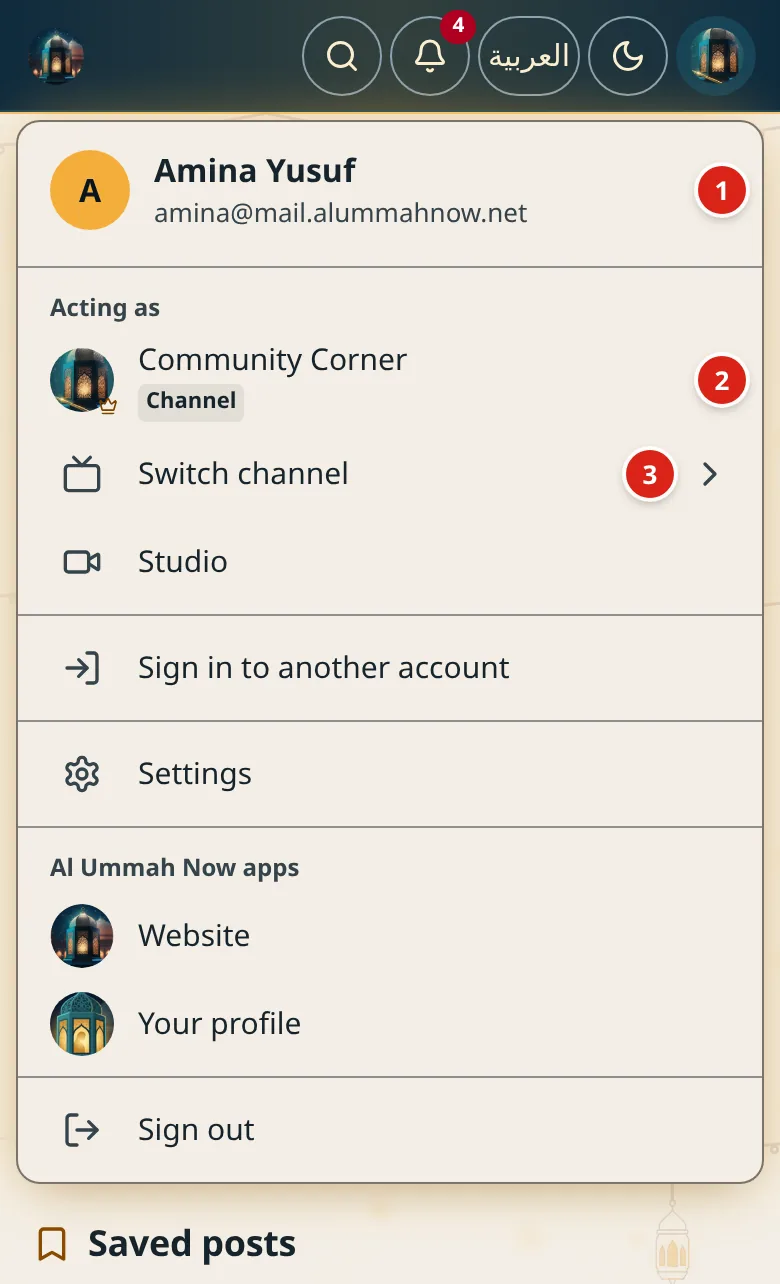 4
العربية
A
Amina Yusuf
amina@mail.alummahnow.net
1
Acting as
Community Corner
Channel
2
Switch channel
3
Studio
Sign in to another account
Settings
Al Ummah Now apps
Website
Your profile
Sign out
Saved posts